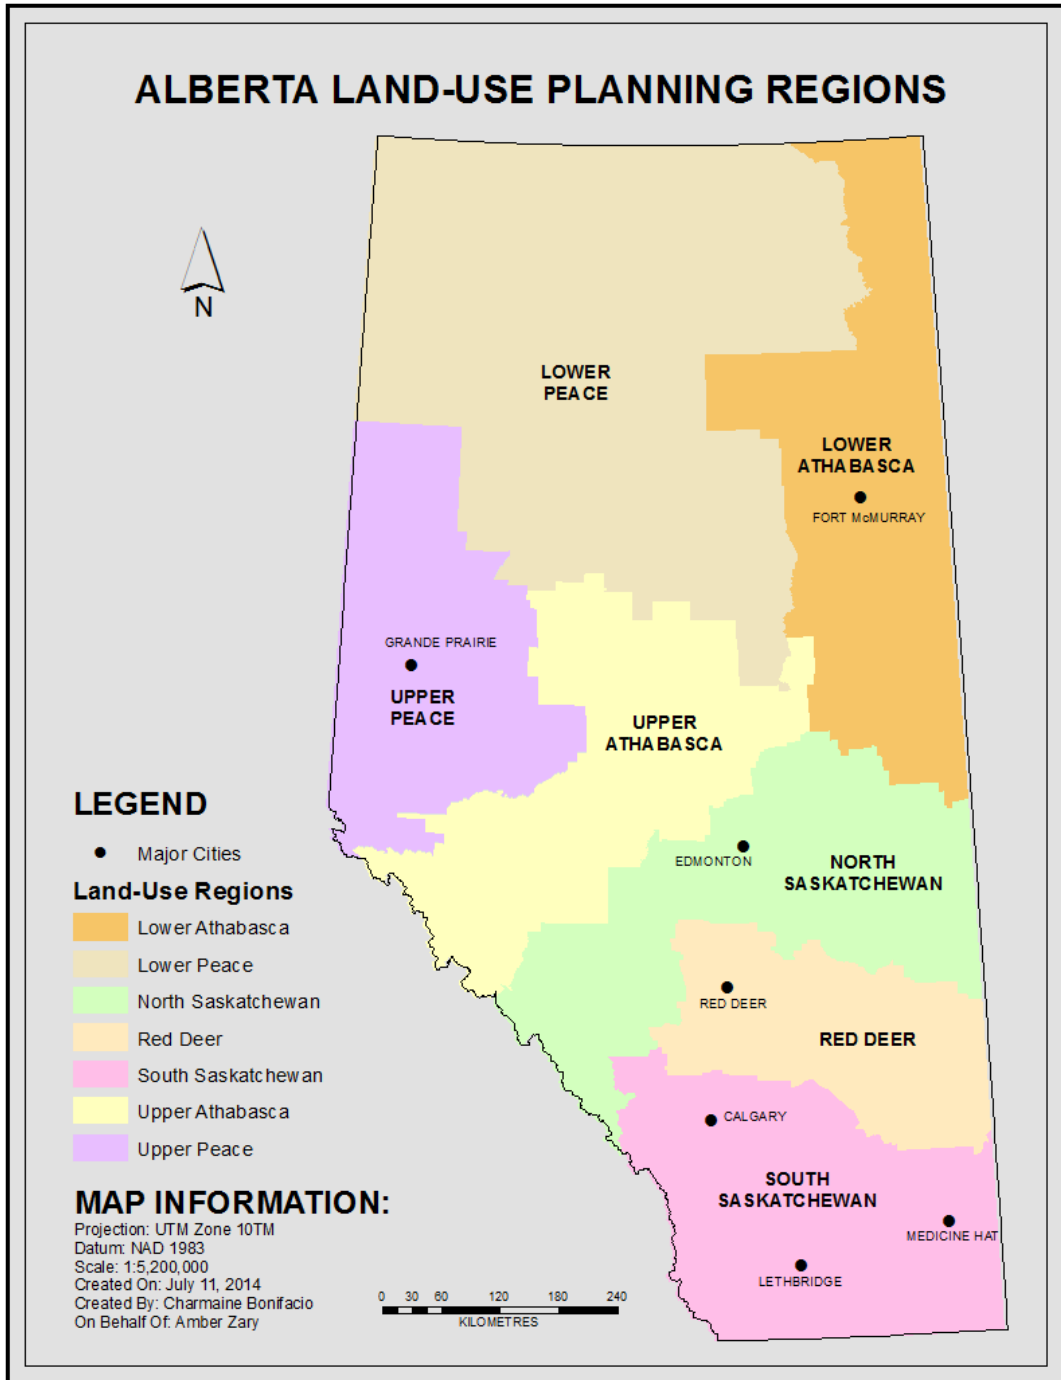 ALBERTA LAND-USE PLANNING REGIONS
N
LOWER
PEACE
LOWER
ATHABASCA
FORT McMURRAY
GRANDE PRAIRIE
UPPER
PEACE
UPPER
ATHABASCA
EDMONTON
NORTH
SASKATCHEWAN
RED DEER
RED DEER
CALGARY
SOUTH
SASKATCHEWAN
MEDICINE HAT
LETHBRIDGE
LEGEND
Major Cities
Land-Use Regions
Lower Athabasca
Lower Peace
North Saskatchewan
Red Deer
South Saskatchewan
Upper Athabasca
Upper Peace
MAP INFORMATION:
Projection: UTM Zone 10TM
Datum: NAD 1983
Scale: 1:5,200,000
Created On: July 11, 2014
Created By: Charmaine Bonifacio
On Behalf Of: Amber Zary
0 30 60 120 180 240
KILOMETRES